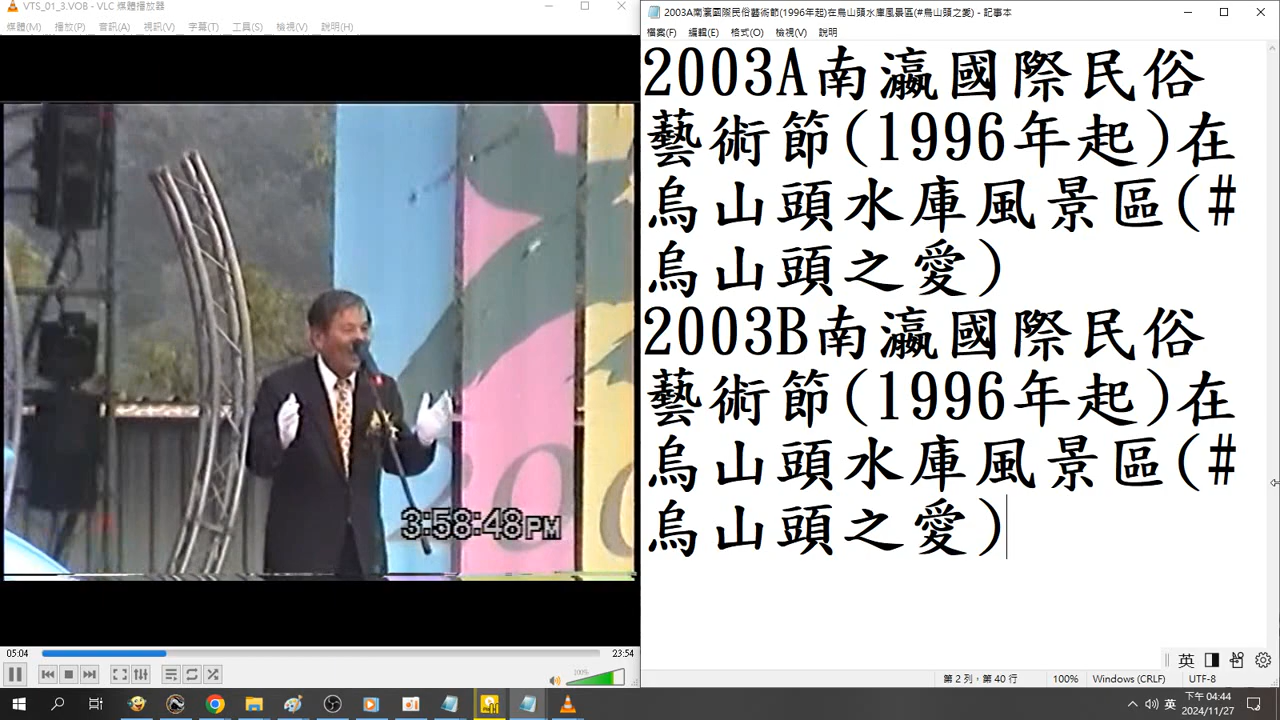 VTS_01_3.VOB - VLC 媒體播放器
媒體(M) 播放(P) 音訊(A) 視訊(V) 字幕(T) 工具(S) 檢視(V) 說明(H)
3:58:48PM
200
05:04
23:54
100%
2003A南瀛國際民俗藝術節(1996年起)在烏山頭水庫風景區(#烏山頭之愛) - 記事本
檔案(F) 編輯(E) 格式(O) 檢視(V) 說明
2003A南瀛國際民俗
藝術節(1996年起)在
烏山頭水庫風景區(#
烏山頭之愛)
2003B南瀛國際民俗
藝術節(1996年起)在
烏山頭水庫風景區(#
烏山頭之愛)
英
第 2 列，第 40 行
100%
Windows (CRLF)
UTF-8
英
下午 04:44
2024/11/27